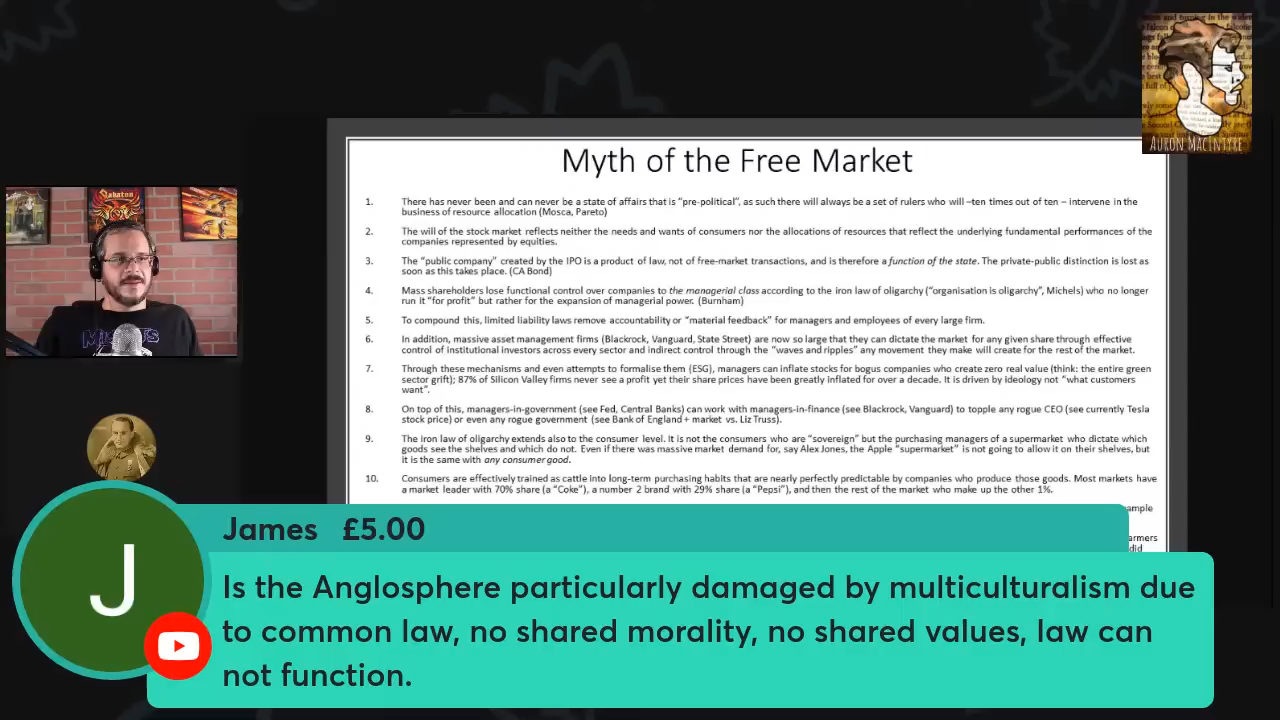 AURON MACINTYRE
Sabaton
Myth of the Free Market
1. There has never been and can never be a state of affairs that is “pre-political”, as such there will always be a set of rulers who will –ten times out of ten – intervene in the
business of resource allocation (Mosca, Pareto)
2. The will of the stock market reflects neither the needs and wants of consumers nor the allocations of resources that reflect the underlying fundamental performances of the
companies represented by equities.
3. The “public company” created by the IPO is a product of law, not of free-market transactions, and is therefore a function of the state. The private-public distinction is lost as
soon as this takes place. (CA Bond)
4. Mass shareholders lose functional control over companies to the managerial class according to the iron law of oligarchy (“organisation is oligarchy”, Michels) who no longer
run it “for profit” but rather for the expansion of managerial power. (Burnham)
5. To compound this, limited liability laws remove accountability or “material feedback” for managers and employees of every large firm.
6. In addition, massive asset management firms (Blackrock, Vanguard, State Street) are now so large that they can dictate the market for any given share through effective
control of institutional investors across every sector and indirect control through the “waves and ripples” any movement they make will create for the rest of the market.
7. Through these mechanisms and even attempts to formalise them (ESG), managers can inflate stocks for bogus companies who create zero real value (think: the entire green
sector grift); 87% of Silicon Valley firms never see a profit yet their share prices have been greatly inflated for over a decade. It is driven by ideology not “what customers
want”.
8. On top of this, managers-in-government (see Fed, Central Banks) can work with managers-in-finance (see Blackrock, Vanguard) to topple any rogue CEO (see currently Tesla
stock price) or even any rogue government (see Bank of England + market vs. Liz Truss).
9. The iron law of oligarchy extends also to the consumer level. It is not the consumers who are “sovereign” but the purchasing managers of a supermarket who dictate which
goods see the shelves and which do not. Even if there was massive market demand for, say Alex Jones, the Apple “supermarket” is not going to allow it on their shelves, but
it is the same with any consumer good.
10. Consumers are effectively trained as cattle into long-term purchasing habits that are nearly perfectly predictable by companies who produce those goods. Most markets have
a market leader with 70% share (a “Coke”), a number 2 brand with 29% share (a “Pepsi”), and then the rest of the market who make up the other 1%.
James £5.00
J
Is the Anglosphere particularly damaged by multiculturalism due
to common law, no shared morality, no shared values, law can
not function.